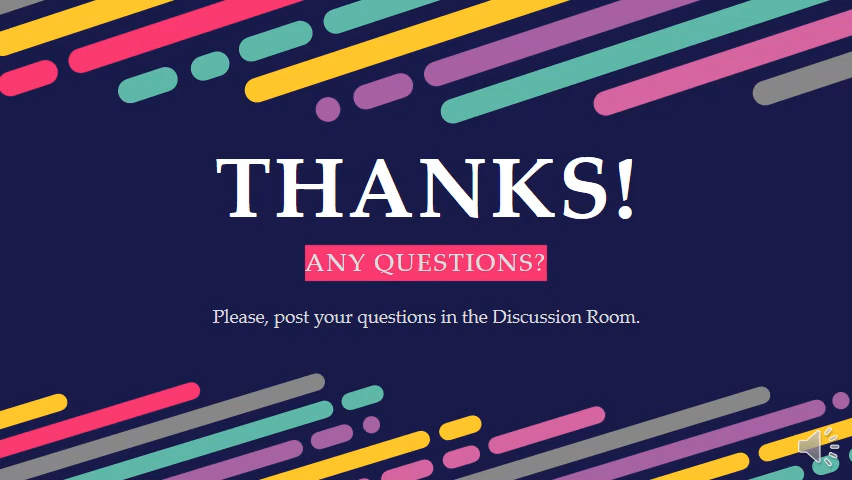 THANKS!
ANY QUESTIONS?
Please, post your questions in the Discussion Room.